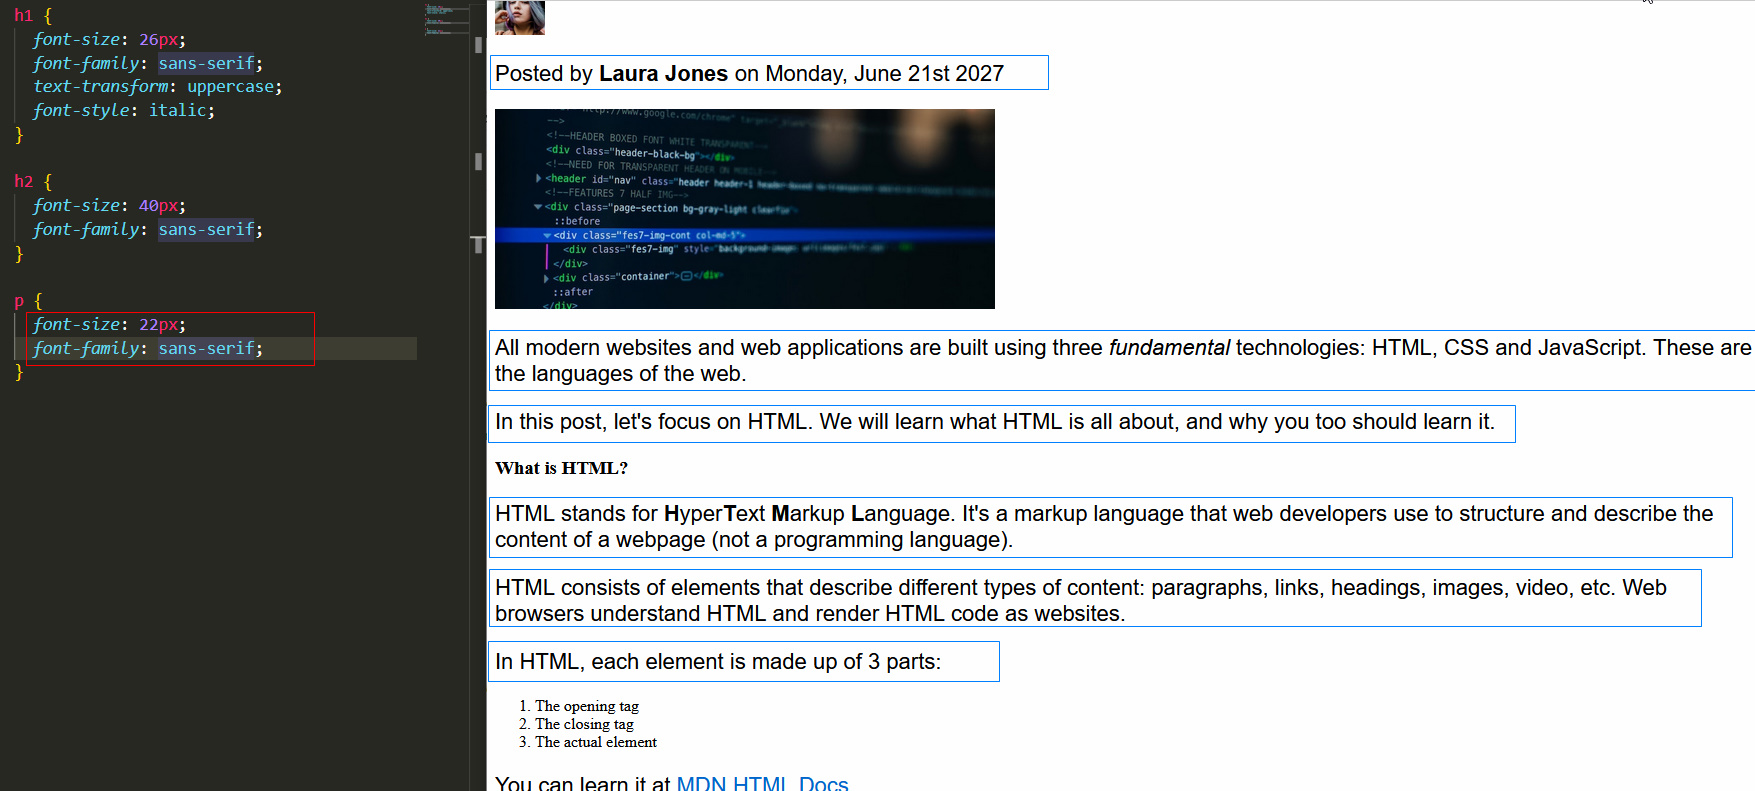 h1 {
font-size: 26px;
font-family: sans-serif;
text-transform: uppercase;
font-style: italic;
}
h2 {
font-size: 40px;
font-family: sans-serif;
}
p {
font-size: 22px;
font-family: sans-serif;
}
Posted by Laura Jones on Monday, June 21st 2027
http://www.google.com/chrome" target="_blank"
-->
<!--HEADER BOXED FONT WHITE TRANSPARENT-->
<div class="header-black-bg"></div>
<!--NEED FOR TRANSPARENT HEADER ON MOBILE-->
<header id="nav" class="header header-1
<!--FEATURES 7 HALF IMG-->
<div class="page-section bg-gray-light clearfix">
::before
<div class="fes7-img-cont col-md-5">
<div class="fes7-img" style="background-image:
</div>
<div class="container"></div>
::after
</div>
All modern websites and web applications are built using three fundamental technologies: HTML, CSS and JavaScript. These are
the languages of the web.
In this post, let's focus on HTML. We will learn what HTML is all about, and why you too should learn it.
What is HTML?
HTML stands for HyperText Markup Language. It's a markup language that web developers use to structure and describe the
content of a webpage (not a programming language).
HTML consists of elements that describe different types of content: paragraphs, links, headings, images, video, etc. Web
browsers understand HTML and render HTML code as websites.
In HTML, each element is made up of 3 parts:
1. The opening tag
2. The closing tag
3. The actual element
You can learn it at MDN HTML Docs